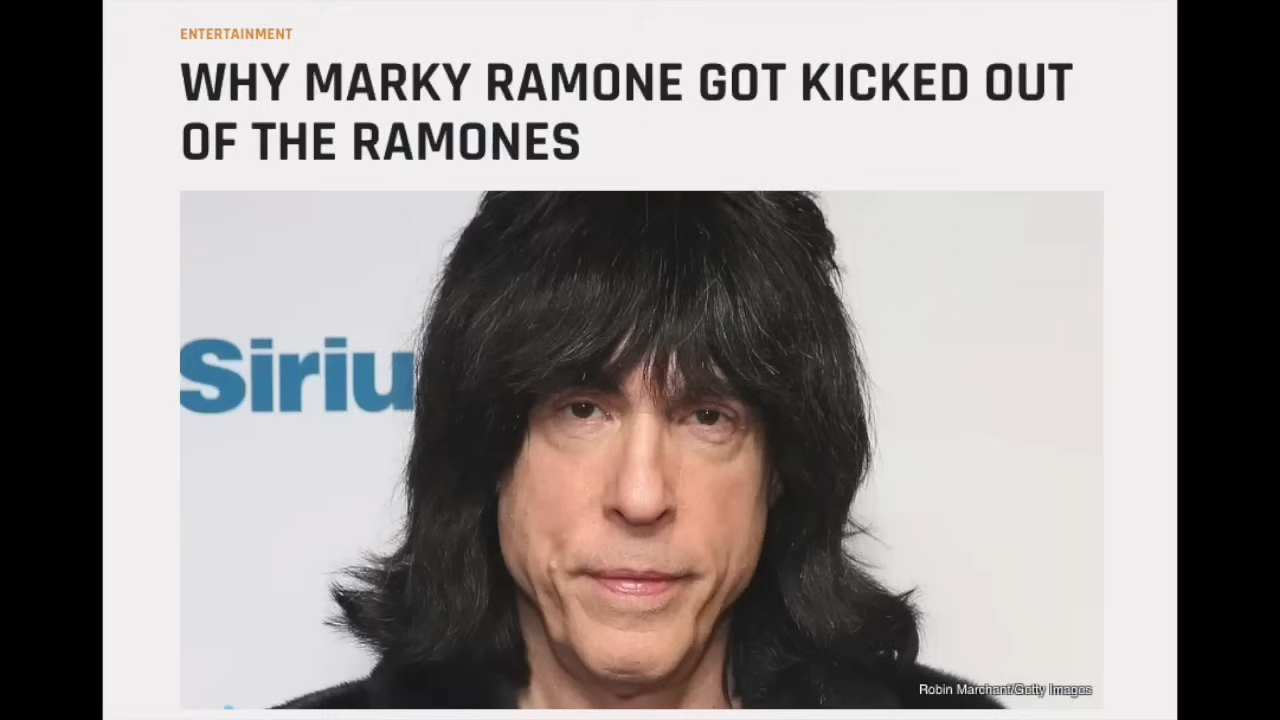 ENTERTAINMENT
WHY MARKY RAMONE GOT KICKED OUT
OF THE RAMONES
Siriu
Robin Marchant/Getty Images